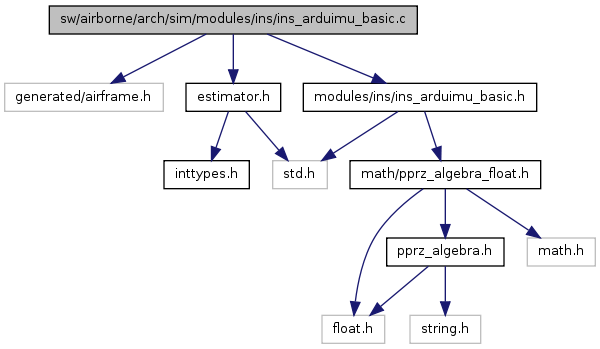 sw/airborne/arch/sim/modules/ins/ins_arduimu_basic.c
generated/airframe.h
estimator.h
modules/ins/ins_arduimu_basic.h
inttypes.h
std.h
math/pprz_algebra_float.h
pprz_algebra.h
math.h
float.h
string.h